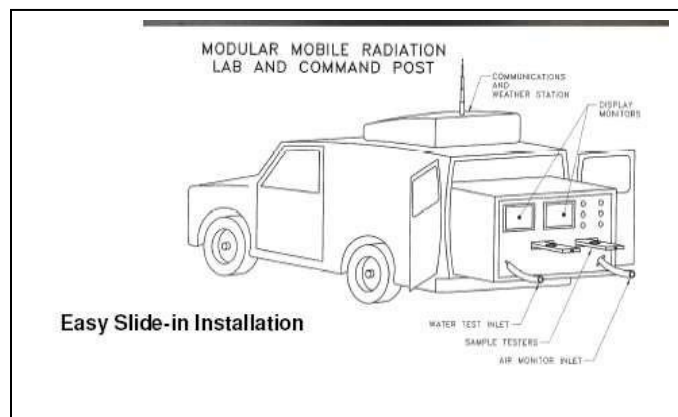 MODULAR MOBILE RADIATION
LAB AND COMMAND POST
COMMUNICATIONS
AND
WEATHER STATION
DISPLAY
MONITORS
Easy Slide-in Installation
WATER TEST INLET
SAMPLE TESTERS
AIR MONITOR INLET